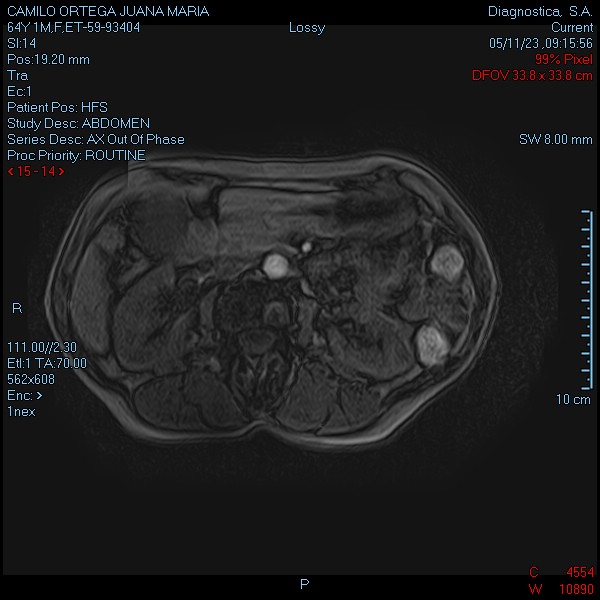 CAMILO ORTEGA JUANA MARIA
64Y 1M,F,ET-59-93404
Sl:14
Pos:19.20 mm
Tra
Ec:1
Patient Pos: HFS
Study Desc: ABDOMEN
Series Desc: AX Out Of Phase
Proc Priority: ROUTINE
< 15 - 14 >
Lossy
Diagnostica, S.A.
Current
05/11/23 ,09:15:56
99% Pixel
DFOV 33.8 x 33.8 cm
SW 8.00 mm
R
111.00//2.30
Etl:1 TA:70.00
562x608
Enc: >
1nex
10 cm
P
C 4554
W 10890